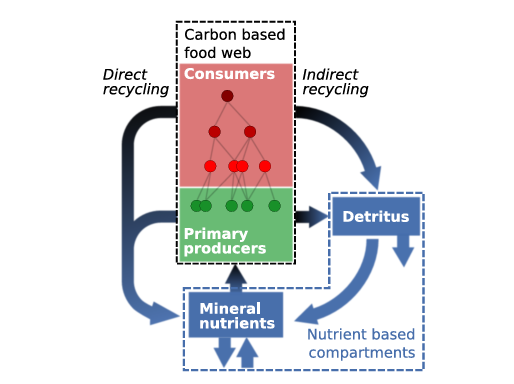 Carbon based
food web
Consumers
Direct
recycling
Indirect
recycling
Primary
producers
Detritus
Mineral
nutrients
Nutrient based
compartments